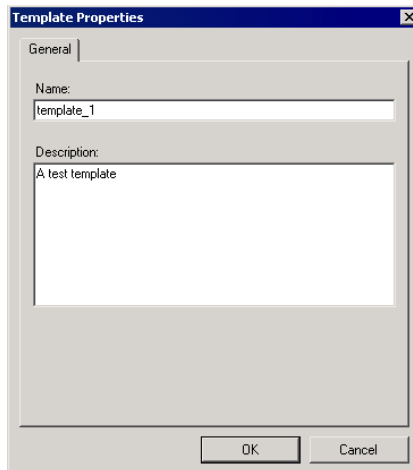 Template Properties
General
Name:
template_1
Description:
A test template
OK
Cancel